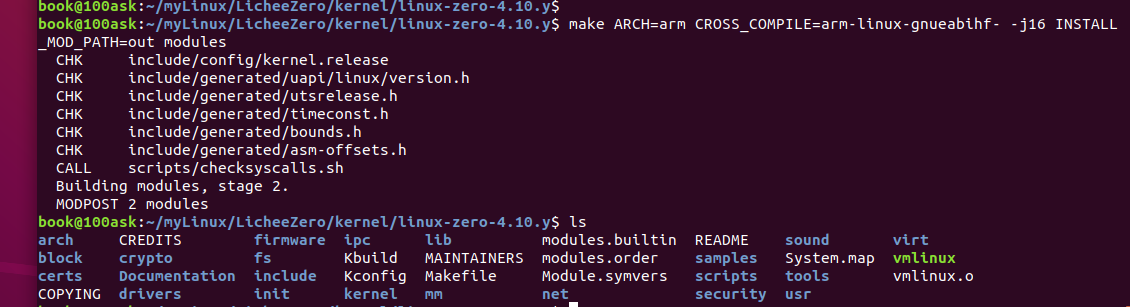 book@100ask:~/myLinux/LicheeZero/kernel/linux-zero-4.10.y$
book@100ask:~/myLinux/LicheeZero/kernel/linux-zero-4.10.y$ make ARCH=arm CROSS_COMPILE=arm-linux-gnueabihf- -j16 INSTALL
_MOD_PATH=out modules
CHK include/config/kernel.release
CHK include/generated/uapi/linux/version.h
CHK include/generated/utsrelease.h
CHK include/generated/timeconst.h
CHK include/generated/bounds.h
CHK include/generated/asm-offsets.h
CALL scripts/checksyscalls.sh
Building modules, stage 2.
MODPOST 2 modules
book@100ask:~/myLinux/LicheeZero/kernel/linux-zero-4.10.y$ ls
arch CREDITS firmware ipc lib modules.builtin README sound virt
block crypto fs Kbuild MAINTAINERS modules.order samples System.map vmlinux
certs Documentation include Kconfig Makefile Module.symvers scripts tools vmlinux.o
COPYING drivers init kernel mm net security usr